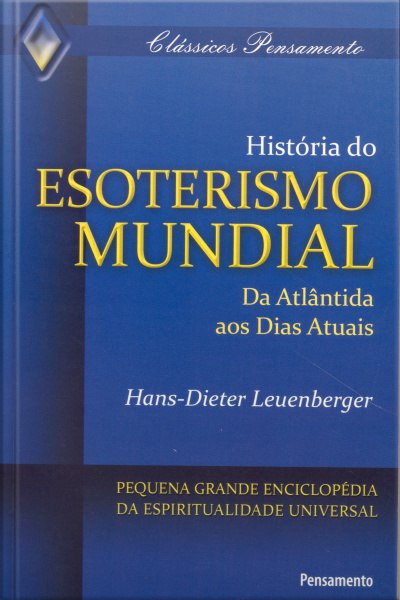 Clássicos Pensamento
História do
ESOTERISMO
MUNDIAL
Da Atlântida
aos Dias Atuais
Hans-Dieter Leuenberger
PEQUENA GRANDE ENCICLOPÉDIA
DA ESPIRITUALIDADE UNIVERSAL
Pensamento